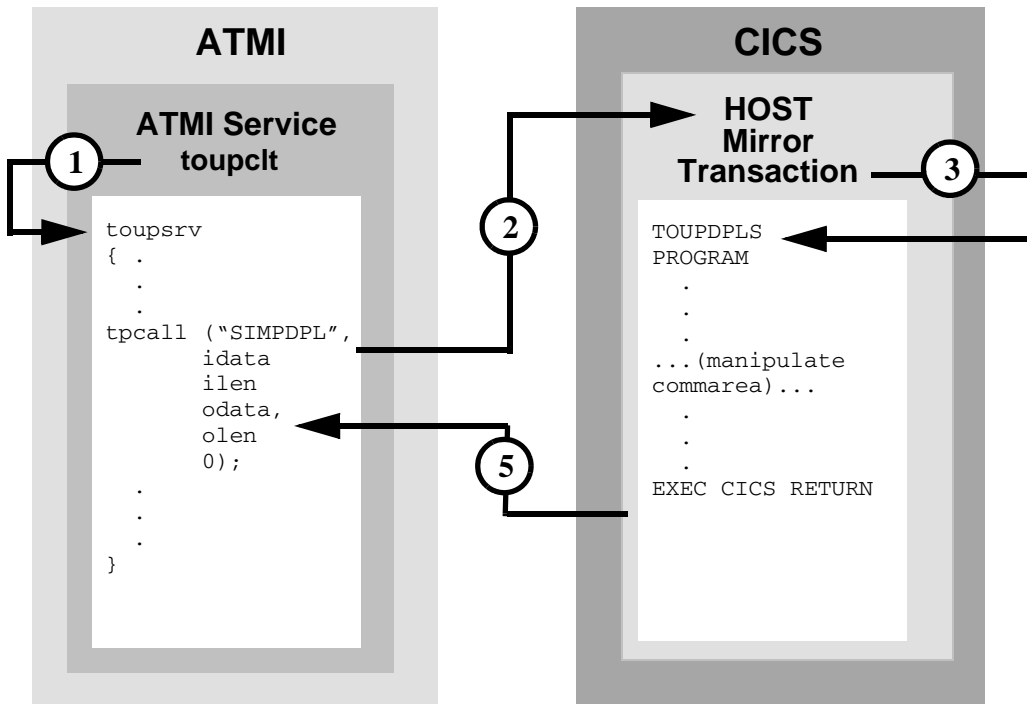 ATMI
ATMI Service
toupclt
1
toupsrv
{ .
.
.
tpcall (“SIMPDPL”,
idata
ilen
odata,
olen
0);
.
.
.
}
2
5
CICS
HOST
Mirror
Transaction
3
TOUPDPLS
PROGRAM
.
.
.
...(manipulate
commarea)...
.
.
.
EXEC CICS RETURN